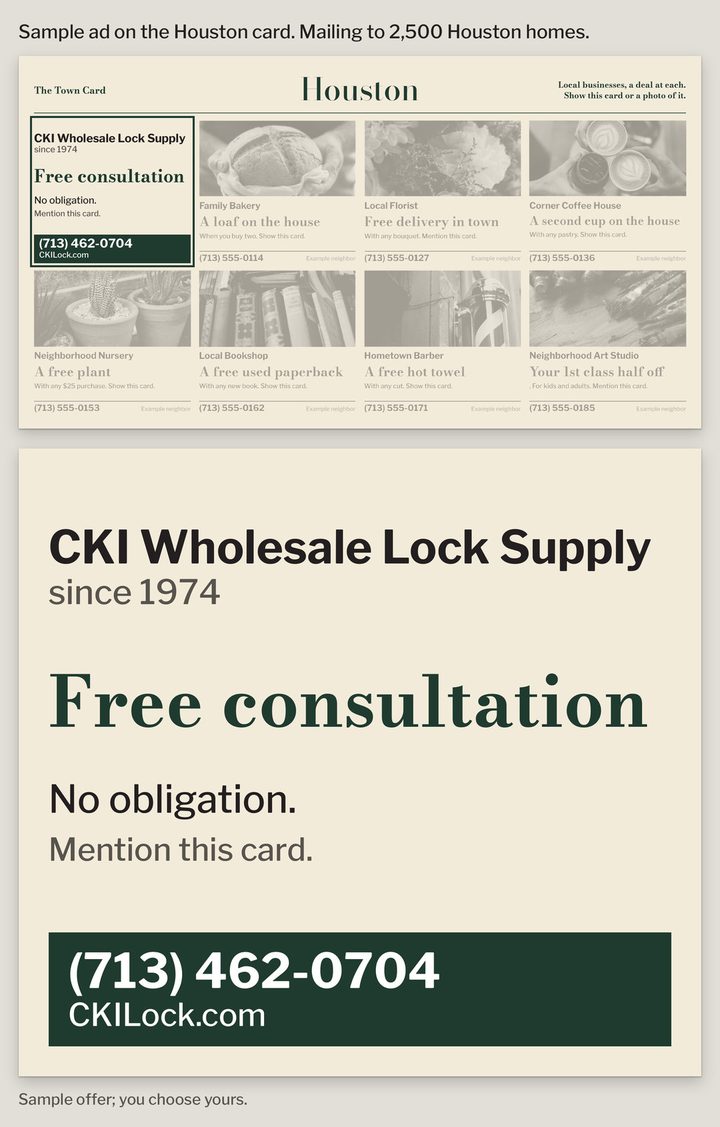 Sample ad on the Houston card. Mailing to 2,500 Houston homes.
The Town Card
Houston
Local businesses, a deal at each.
Show this card or a photo of it.
CKI Wholesale Lock Supply
since 1974
Free consultation
No obligation.
Mention this card.
(713) 462-0704
CKILock.com
Family Bakery
A loaf on the house
When you buy two. Show this card.
(713) 555-0114
Example neighbor
Local Florist
Free delivery in town
With any bouquet. Mention this card.
(713) 555-0127
Example neighbor
Corner Coffee House
A second cup on the house
With any pastry. Show this card.
(713) 555-0136
Example neighbor
Neighborhood Nursery
A free plant
With any $25 purchase. Show this card.
(713) 555-0153
Example neighbor
Local Bookshop
A free used paperback
With any new book. Show this card.
(713) 555-0162
Example neighbor
Hometown Barber
A free hot towel
With any cut. Show this card.
(713) 555-0171
Example neighbor
Neighborhood Art Studio
Your 1st class half off
For kids and adults. Mention this card.
(713) 555-0185
Example neighbor
CKI Wholesale Lock Supply
since 1974
Free consultation
No obligation.
Mention this card.
(713) 462-0704
CKILock.com
Sample offer; you choose yours.